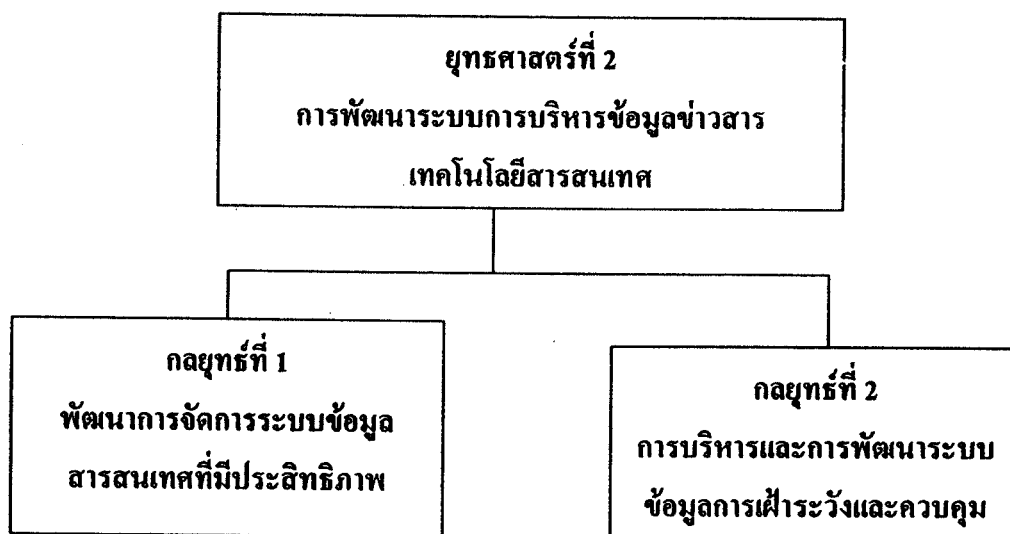 ยุทธศาสตร์ที่ 2
การพัฒนาระบบการบริหารข้อมูลข่าวสาร
เทคโนโลยีสารสนเทศ
กลยุทธ์ที่ 1
พัฒนาการจัดการระบบข้อมูล
สารสนเทศที่มีประสิทธิภาพ
กลยุทธ์ที่ 2
การบริหารและการพัฒนาระบบ
ข้อมูลการเฝ้าระวังและควบคุม